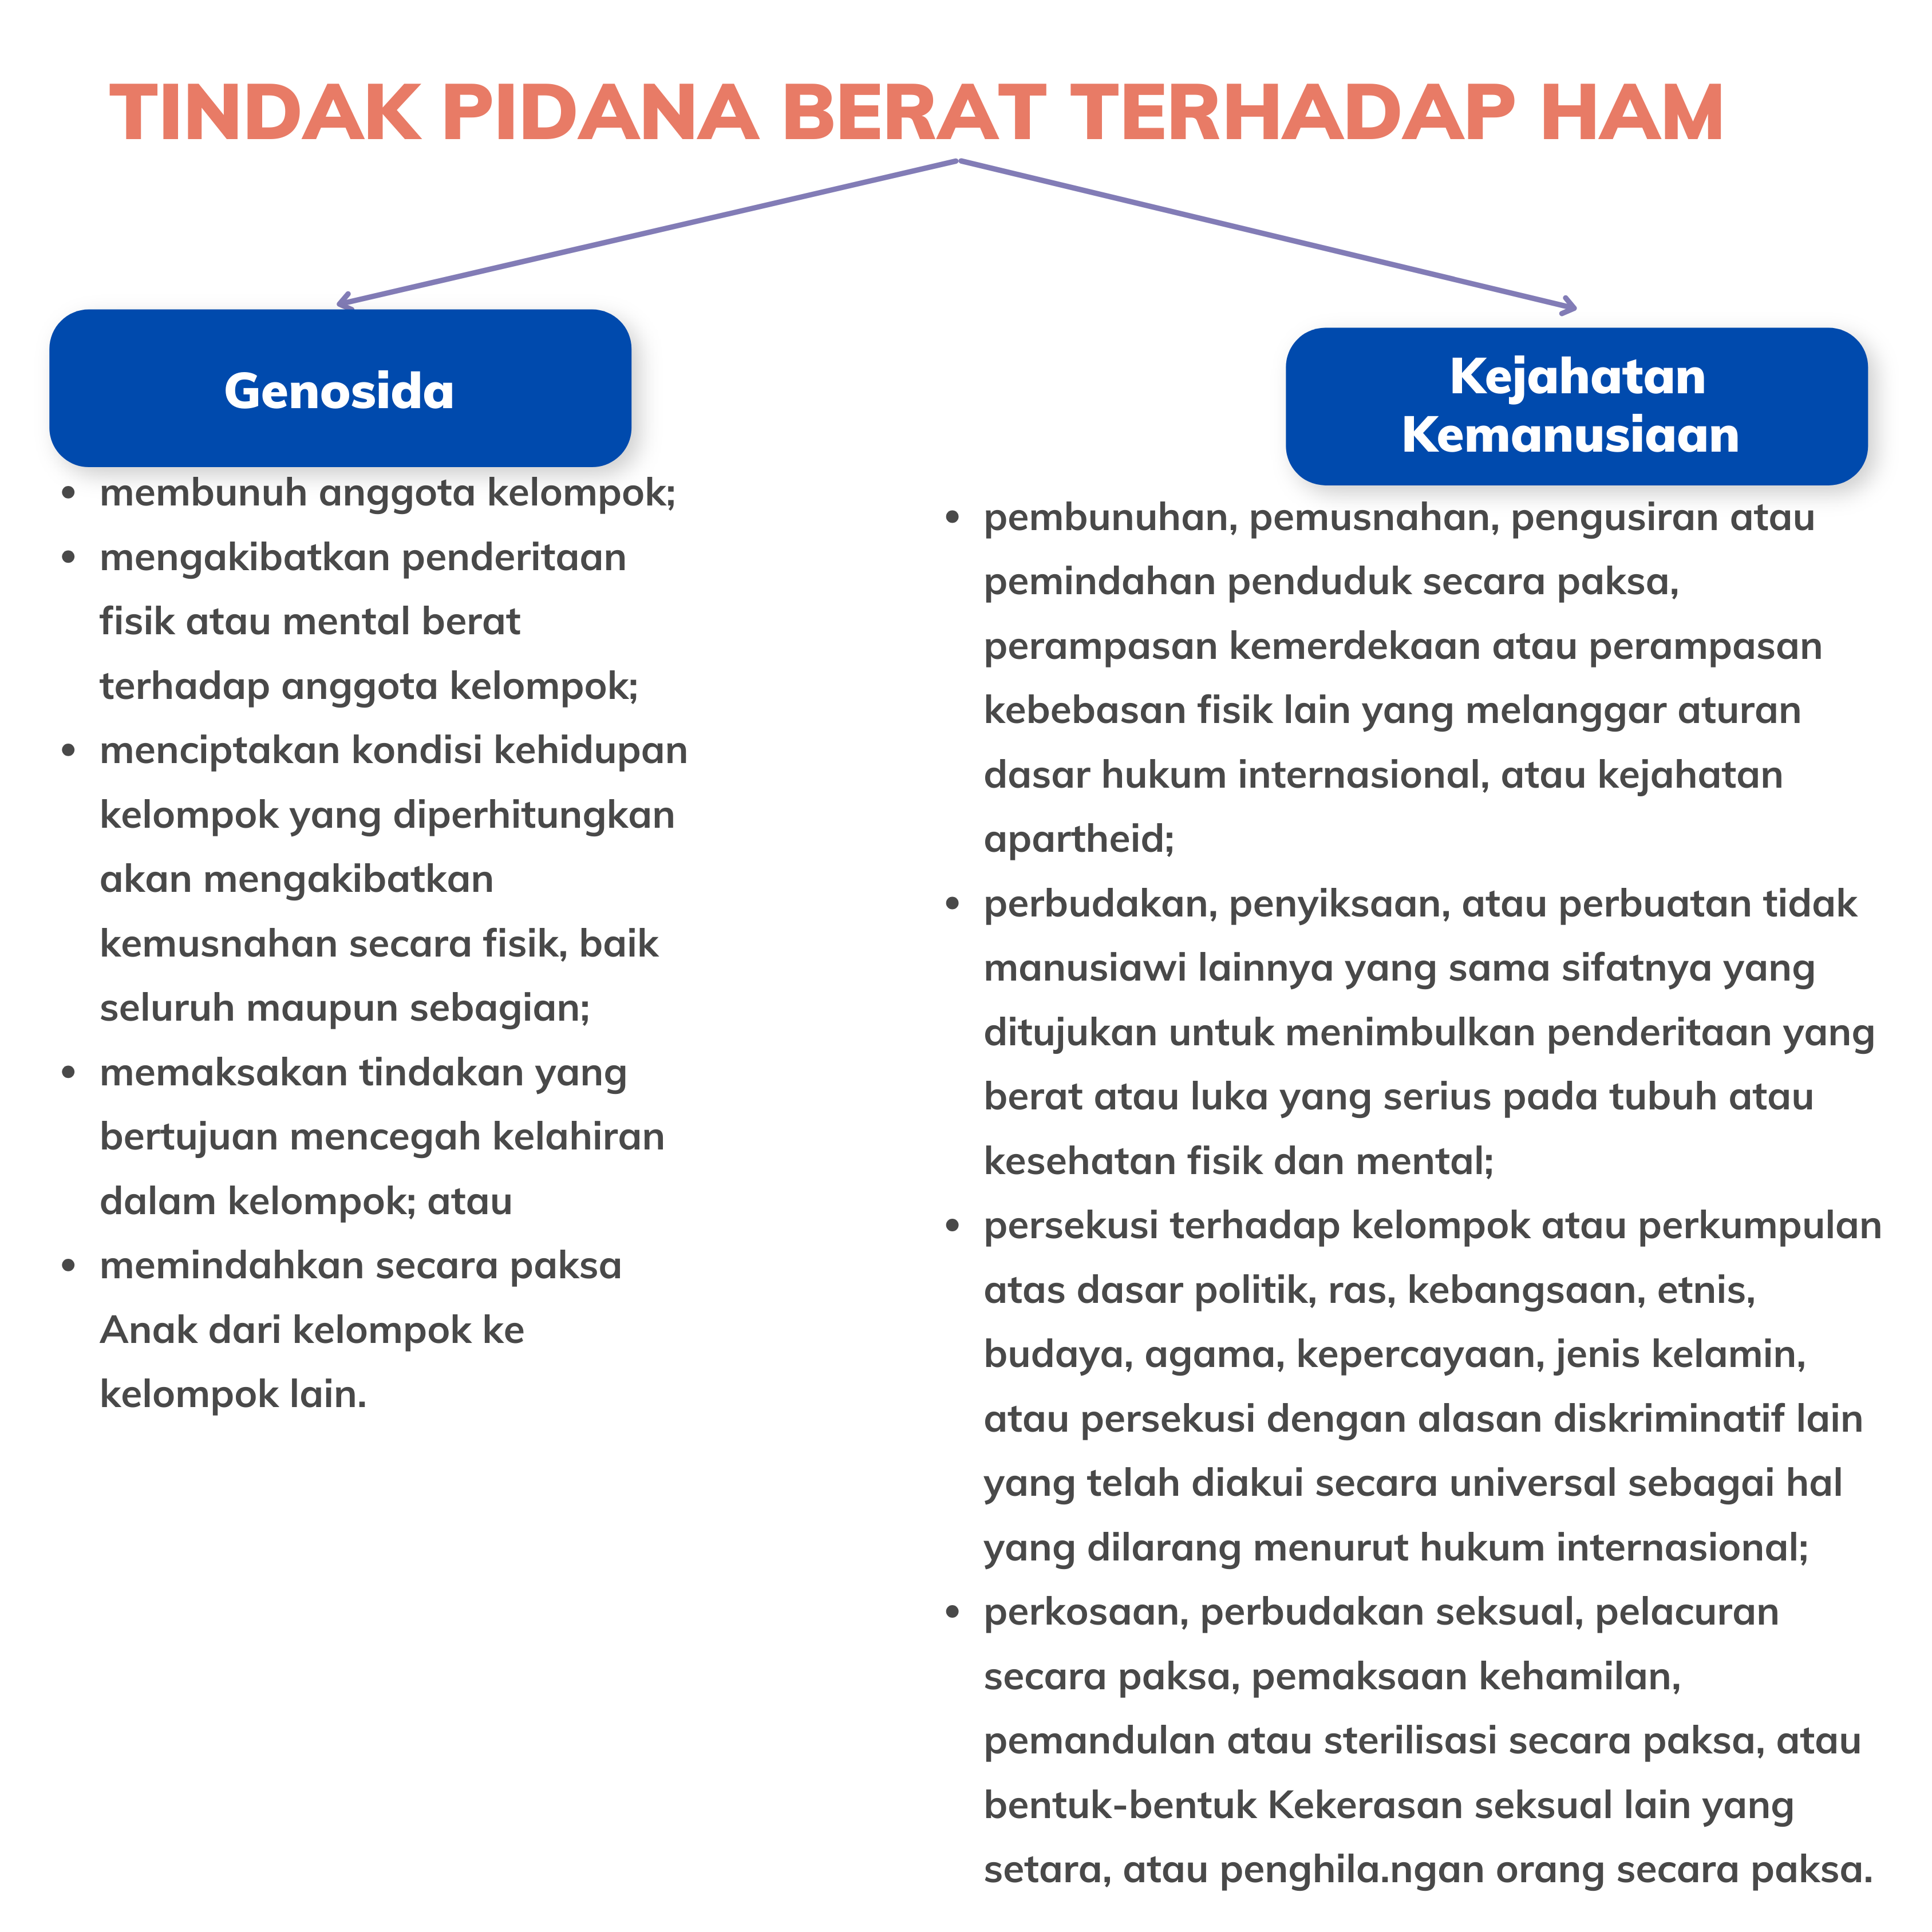 TINDAK PIDANA BERAT TERHADAP HAM
Genosida
membunuh anggota kelompok;
mengakibatkan penderitaan
fisik atau mental berat
terhadap anggota kelompok;
menciptakan kondisi kehidupan
kelompok yang diperhitungkan
akan mengakibatkan
kemusnahan secara fisik, baik
seluruh maupun sebagian;
memaksakan tindakan yang
bertujuan mencegah kelahiran
dalam kelompok; atau
memindahkan secara paksa
Anak dari kelompok ke
kelompok lain.
Kejahatan
Kemanusiaan
pembunuhan, pemusnahan, pengusiran atau
pemindahan penduduk secara paksa,
perampasan kemerdekaan atau perampasan
kebebasan fisik lain yang melanggar aturan
dasar hukum internasional, atau kejahatan
apartheid;
perbudakan, penyiksaan, atau perbuatan tidak
manusiawi lainnya yang sama sifatnya yang
ditujukan untuk menimbulkan penderitaan yang
berat atau luka yang serius pada tubuh atau
kesehatan fisik dan mental;
persekusi terhadap kelompok atau perkumpulan
atas dasar politik, ras, kebangsaan, etnis,
budaya, agama, kepercayaan, jenis kelamin,
atau persekusi dengan alasan diskriminatif lain
yang telah diakui secara universal sebagai hal
yang dilarang menurut hukum internasional;
perkosaan, perbudakan seksual, pelacuran
secara paksa, pemaksaan kehamilan,
pemandulan atau sterilisasi secara paksa, atau
bentuk-bentuk Kekerasan seksual lain yang
setara, atau penghila.ngan orang secara paksa.